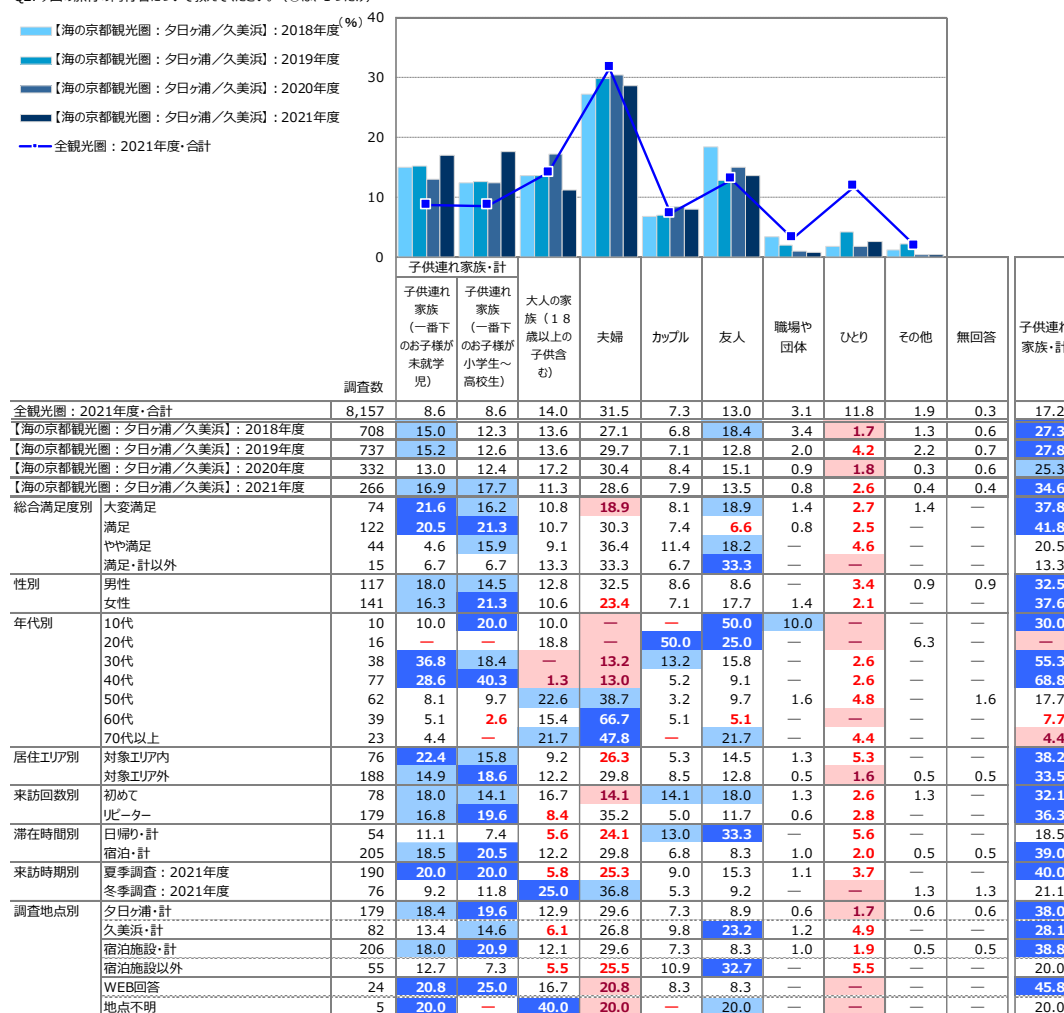 【海の京都観光圏：夕日ヶ浦／久美浜】：2018年度
【海の京都観光圏：夕日ヶ浦／久美浜】：2019年度
【海の京都観光圏：夕日ヶ浦／久美浜】：2020年度
【海の京都観光圏：夕日ヶ浦／久美浜】：2021年度
全観光圏：2021年度･合計
(％)
40
30
20
10
0
子供連れ家族･計
調査数
子供連れ
家族
（一番下
のお子様が
未就学
児）
子供連れ
家族
（一番下
のお子様が
小学生～
高校生）
大人の家
族（１８
歳以上の
子供含
む）
夫婦
カップル
友人
職場や
団体
ひとり
その他
無回答
子供連れ
家族･計
全観光圏：2021年度･合計 8,157 8.6 8.6 14.0 31.5 7.3 13.0 3.1 11.8 1.9 0.3 17.2
【海の京都観光圏：夕日ヶ浦／久美浜】：2018年度 708 15.0 12.3 13.6 27.1 6.8 18.4 3.4 1.7 1.3 0.6 27.3
【海の京都観光圏：夕日ヶ浦／久美浜】：2019年度 737 15.2 12.6 13.6 29.7 7.1 12.8 2.0 4.2 2.2 0.7 27.8
【海の京都観光圏：夕日ヶ浦／久美浜】：2020年度 332 13.0 12.4 17.2 30.4 8.4 15.1 0.9 1.8 0.3 0.6 25.3
【海の京都観光圏：夕日ヶ浦／久美浜】：2021年度 266 16.9 17.7 11.3 28.6 7.9 13.5 0.8 2.6 0.4 0.4 34.6
総合満足度別 大変満足 74 21.6 16.2 10.8 18.9 8.1 18.9 1.4 2.7 1.4 — 37.8
満足 122 20.5 21.3 10.7 30.3 7.4 6.6 0.8 2.5 — — 41.8
やや満足 44 4.6 15.9 9.1 36.4 11.4 18.2 — 4.6 — — 20.5
満足･計以外 15 6.7 6.7 13.3 33.3 6.7 33.3 — — — — 13.3
性別 男性 117 18.0 14.5 12.8 32.5 8.6 8.6 — 3.4 0.9 0.9 32.5
女性 141 16.3 21.3 10.6 23.4 7.1 17.7 1.4 2.1 — — 37.6
年代別 10代 10 10.0 20.0 10.0 — — 50.0 10.0 — — — 30.0
20代 16 — — 18.8 — 50.0 25.0 — — 6.3 — —
30代 38 36.8 18.4 — 13.2 13.2 15.8 — 2.6 — — 55.3
40代 77 28.6 40.3 1.3 13.0 5.2 9.1 — 2.6 — — 68.8
50代 62 8.1 9.7 22.6 38.7 3.2 9.7 1.6 4.8 — 1.6 17.7
60代 39 5.1 2.6 15.4 66.7 5.1 5.1 — — — — 7.7
70代以上 23 4.4 — 21.7 47.8 — 21.7 — 4.4 — — 4.4
居住エリア別 対象エリア内 76 22.4 15.8 9.2 26.3 5.3 14.5 1.3 5.3 — — 38.2
対象エリア外 188 14.9 18.6 12.2 29.8 8.5 12.8 0.5 1.6 0.5 0.5 33.5
来訪回数別 初めて 78 18.0 14.1 16.7 14.1 14.1 18.0 1.3 2.6 1.3 — 32.1
リピーター 179 16.8 19.6 8.4 35.2 5.0 11.7 0.6 2.8 — — 36.3
滞在時間別 日帰り･計 54 11.1 7.4 5.6 24.1 13.0 33.3 — 5.6 — — 18.5
宿泊･計 205 18.5 20.5 12.2 29.8 6.8 8.3 1.0 2.0 0.5 0.5 39.0
来訪時期別 夏季調査：2021年度 190 20.0 20.0 5.8 25.3 9.0 15.3 1.1 3.7 — — 40.0
冬季調査：2021年度 76 9.2 11.8 25.0 36.8 5.3 9.2 — — 1.3 1.3 21.1
調査地点別 夕日ヶ浦･計 179 18.4 19.6 12.9 29.6 7.3 8.9 0.6 1.7 0.6 0.6 38.0
久美浜･計 82 13.4 14.6 6.1 26.8 9.8 23.2 1.2 4.9 — — 28.1
宿泊施設･計 206 18.0 20.9 12.1 29.6 7.3 8.3 1.0 1.9 0.5 0.5 38.8
宿泊施設以外 55 12.7 7.3 5.5 25.5 10.9 32.7 — 5.5 — — 20.0
WEB回答 24 20.8 25.0 16.7 20.8 8.3 8.3 — — — — 45.8
地点不明 5 20.0 — 40.0 20.0 — 20.0 — — — — 20.0